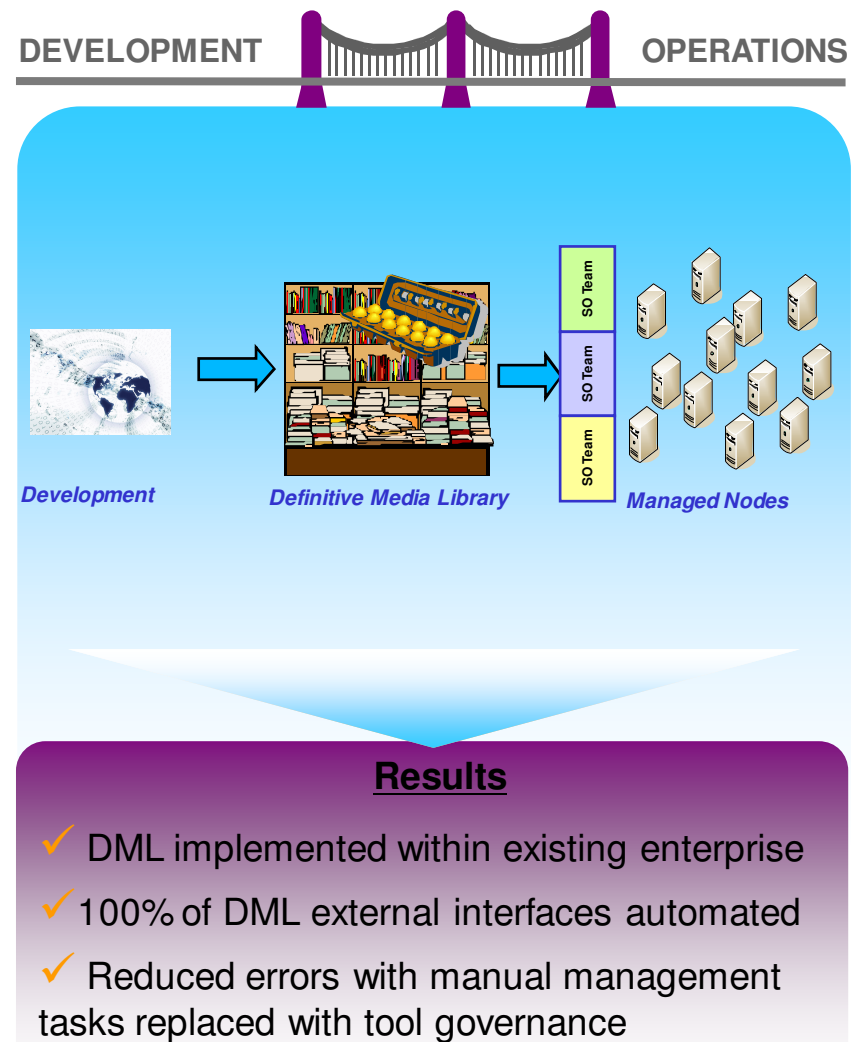 DEVELOPMENT
OPERATIONS
SO Team
SO Team
SO Team
Development
Definitive Media Library
Managed Nodes
Results
✓ DML implemented within existing enterprise
✓ 100% of DML external interfaces automated
✓ Reduced errors with manual management
tasks replaced with tool governance